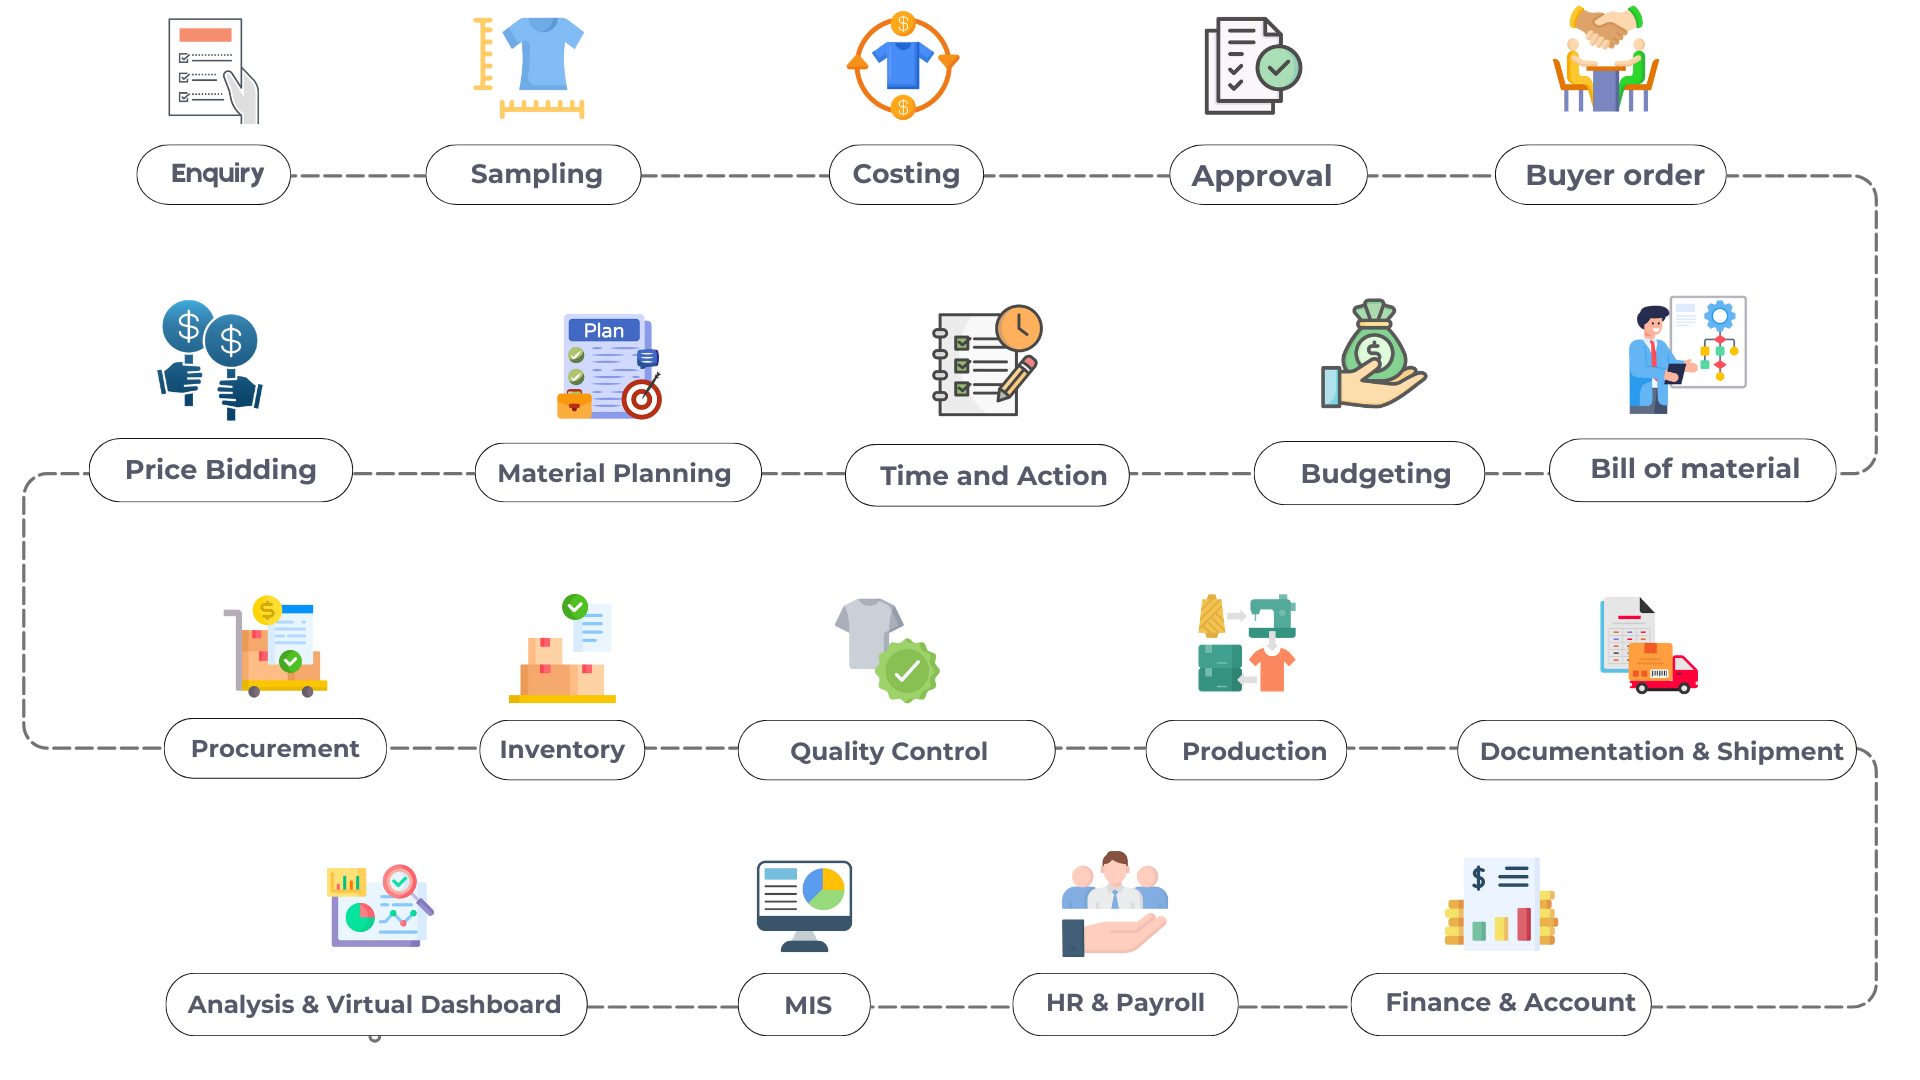 Enquiry
Sampling
Costing
Approval
Buyer order
Plan
Price Bidding
Material Planning
Time and Action
Budgeting
Bill of material
Procurement
Inventory
Quality Control
Production
Documentation & Shipment
Analysis & Virtual Dashboard
MIS
HR & Payroll
Finance & Account